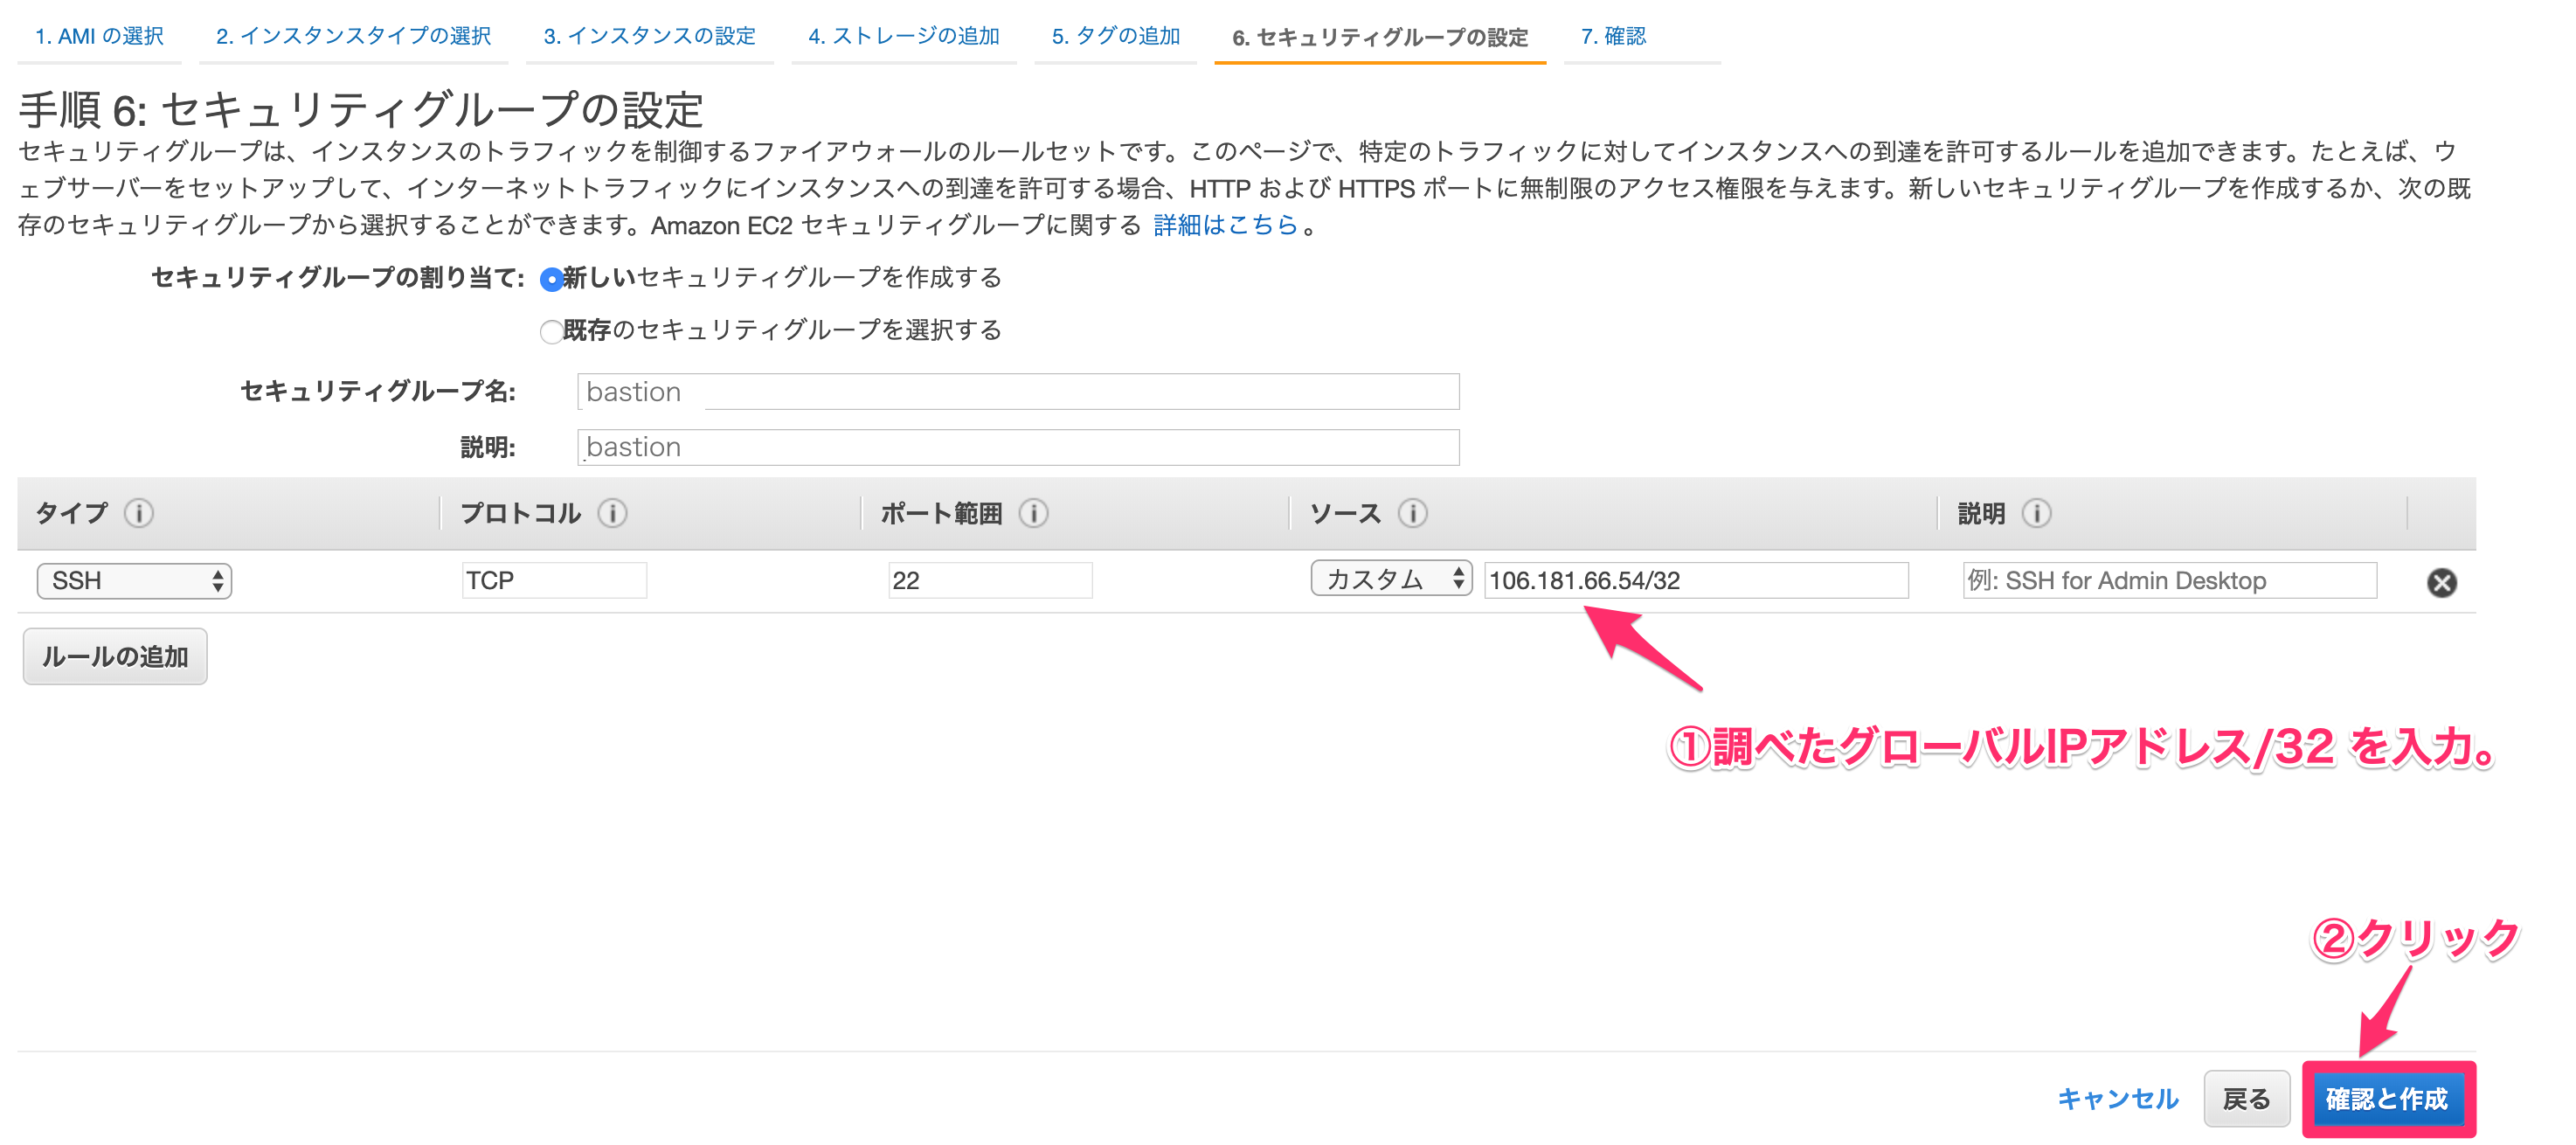 1. AMI の選択 2. インスタンスタイプの選択 3. インスタンスの設定 4. ストレージの追加 5. タグの追加 6. セキュリティグループの設定 7. 確認
手順 6: セキュリティグループの設定
セキュリティグループは、インスタンスのトラフィックを制御するファイアウォールのルールセットです。このページで、特定のトラフィックに対してインスタンスへの到達を許可するルールを追加できます。たとえば、ウ
ェブサーバーをセットアップして、インターネットトラフィックにインスタンスへの到達を許可する場合、HTTP および HTTPS ポートに無制限のアクセス権限を与えます。新しいセキュリティグループを作成するか、次の既
存のセキュリティグループから選択することができます。Amazon EC2 セキュリティグループに関する 詳細はこちら 。
セキュリティグループの割り当て: 新しいセキュリティグループを作成する
既存のセキュリティグループを選択する
セキュリティグループ名: bastion
説明: bastion
タイプ プロトコル ポート範囲 ソース 説明
SSH TCP 22 カスタム 106.181.66.54/32 例: SSH for Admin Desktop
ルールの追加
①調べたグローバルIPアドレス/32 を入力。
②クリック
キャンセル 戻る 確認と作成